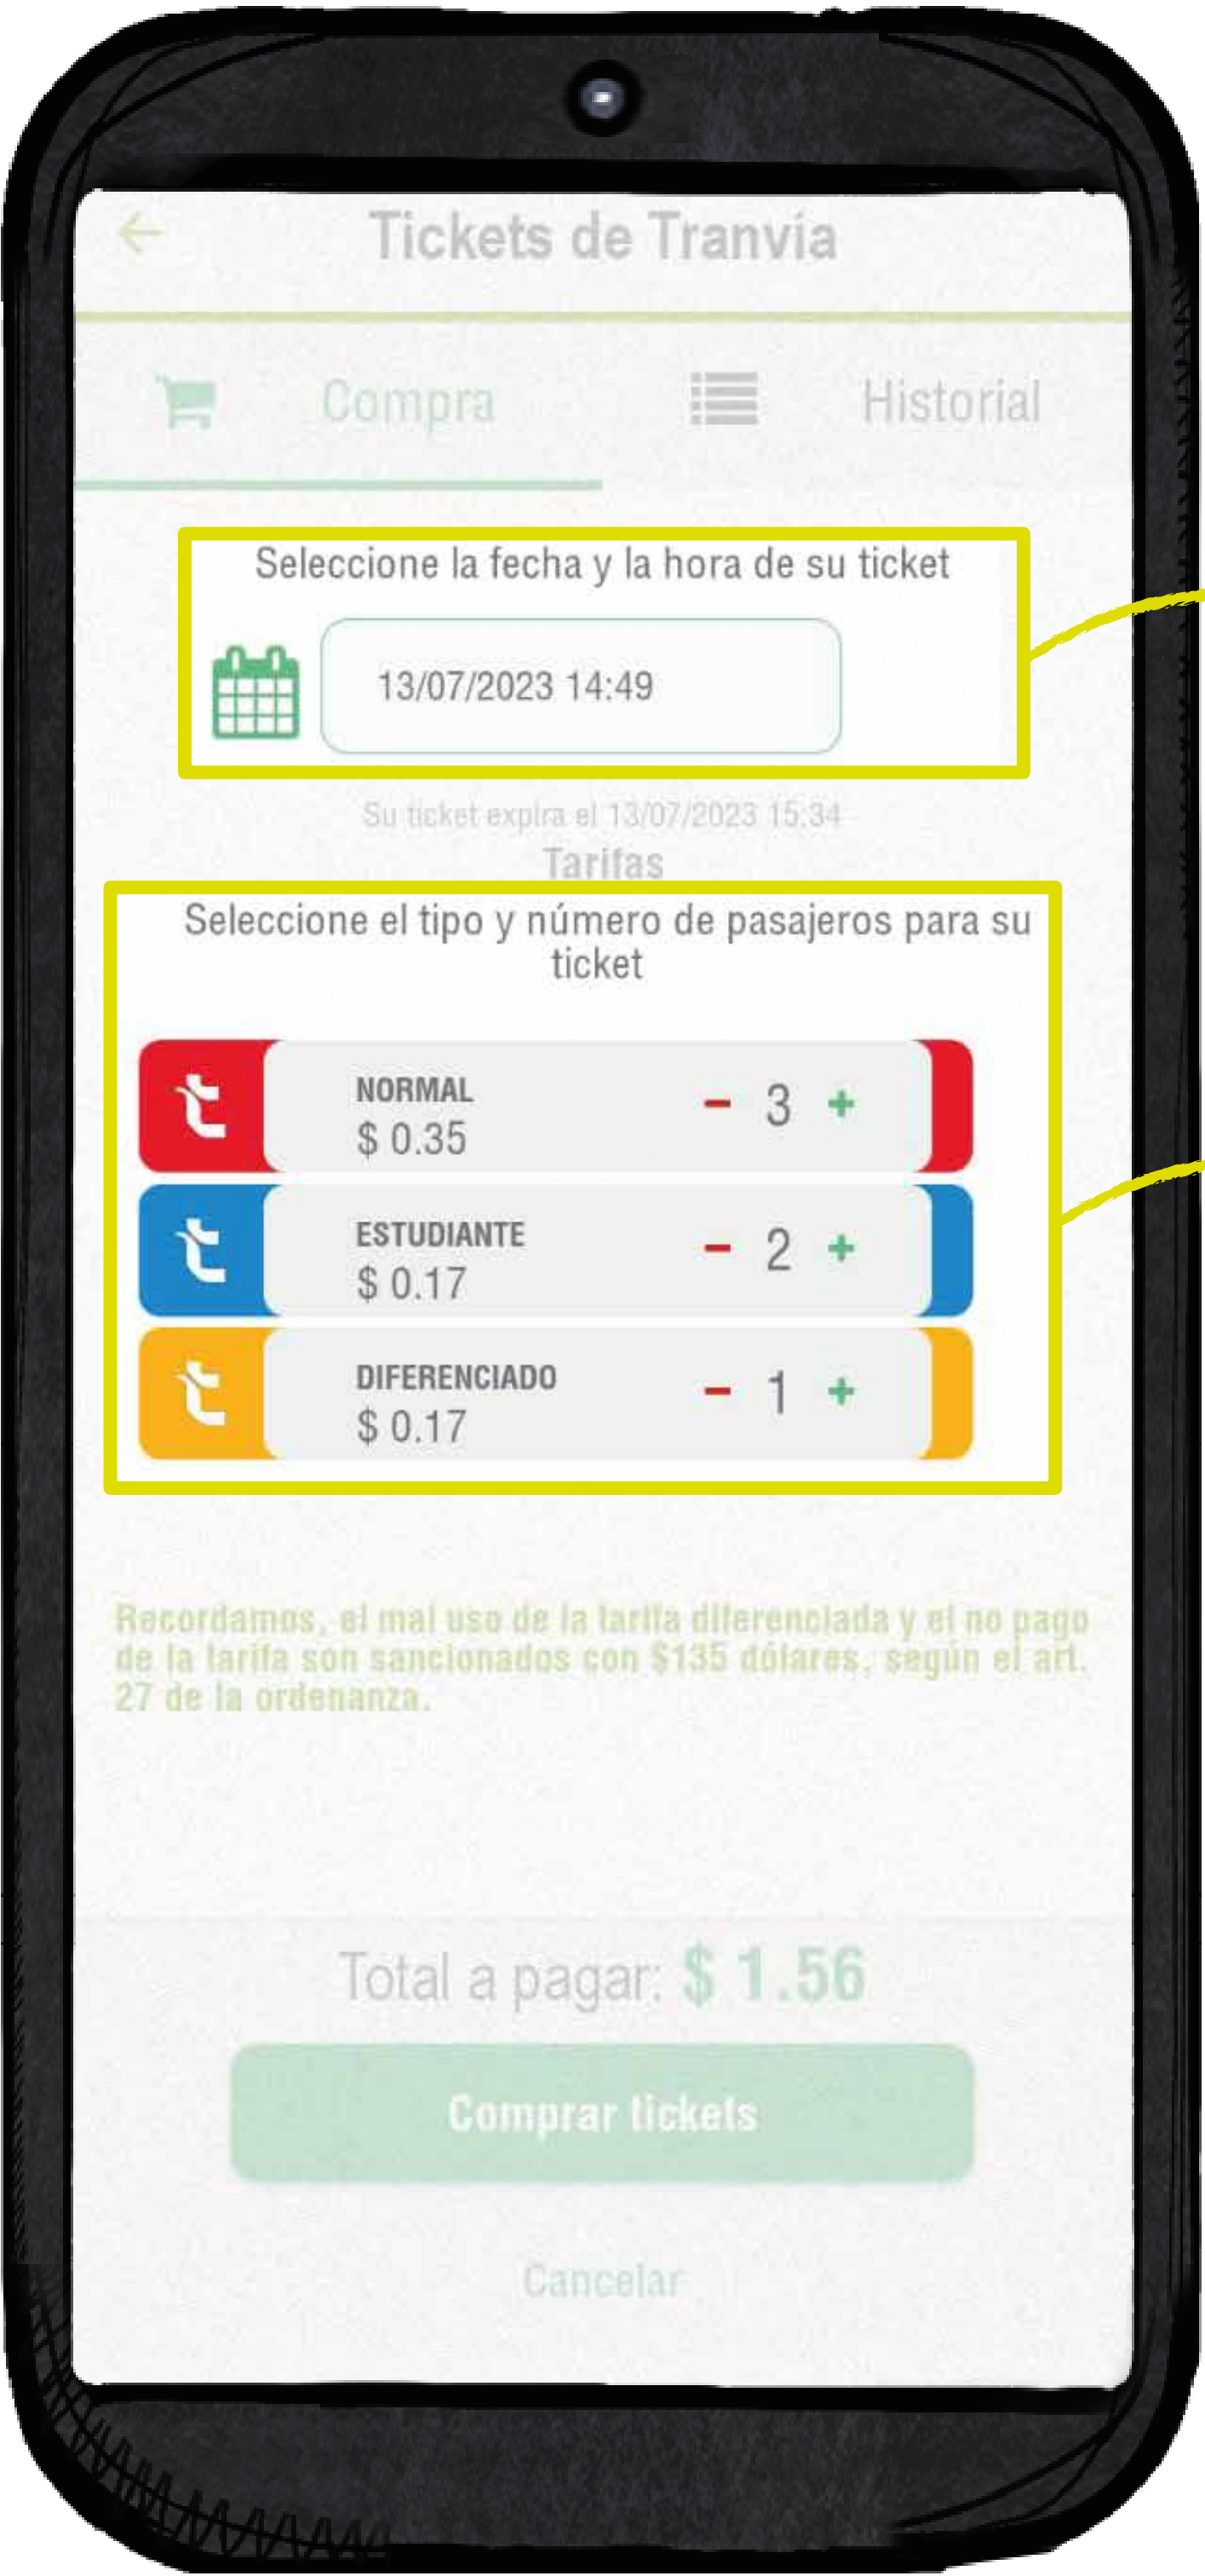 Tickets de Tranvía
Compra
Historial
Seleccione la fecha y la hora de su ticket
13/07/2023 14:49
Su ticket expira el 13/07/2023 15:34
Tarifas
Seleccione el tipo y número de pasajeros para su
ticket
NORMAL
$ 0.35
- 3 +
ESTUDIANTE
$ 0.17
- 2 +
DIFERENCIADO
$ 0.17
- 1 +
Recordamos, el mal uso de la tarifa diferenciada y el no pago
de la tarifa son sancionados con $135 dólares, según el art.
27 de la ordenanza.
Total a pagar: $ 1.56
Comprar tickets
Cancelar